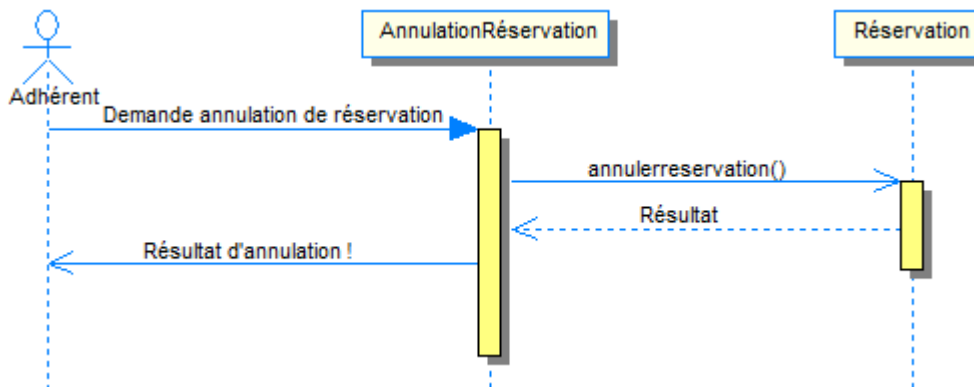 AnnulationRéservation
Réservation
Adhérent
Demande annulation de réservation
annulerreservation()
Résultat
Résultat d'annulation !